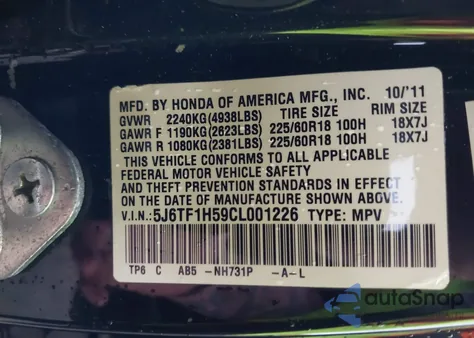 MFD. BY HONDA OF AMERICA MFG., INC. 10/'11
GVWR 2240KG(4938LBS) TIRE SIZE RIM SIZE
GAWR F 1190KG(2623LBS) 225/60R18 100H 18X7J
GAWR R 1080KG(2381LBS) 225/60R18 100H 18X7J
THIS VEHICLE CONFORMS TO ALL APPLICABLE
FEDERAL MOTOR VEHICLE SAFETY
AND THEFT PREVENTION STANDARDS IN EFFECT
ON THE DATE OF MANUFACTURE SHOWN ABOVE.
V.I.N.: 5J6TF1H59CL001226 TYPE: MPV
TP6 C AB5 -NH731P -A-L
autoSnap